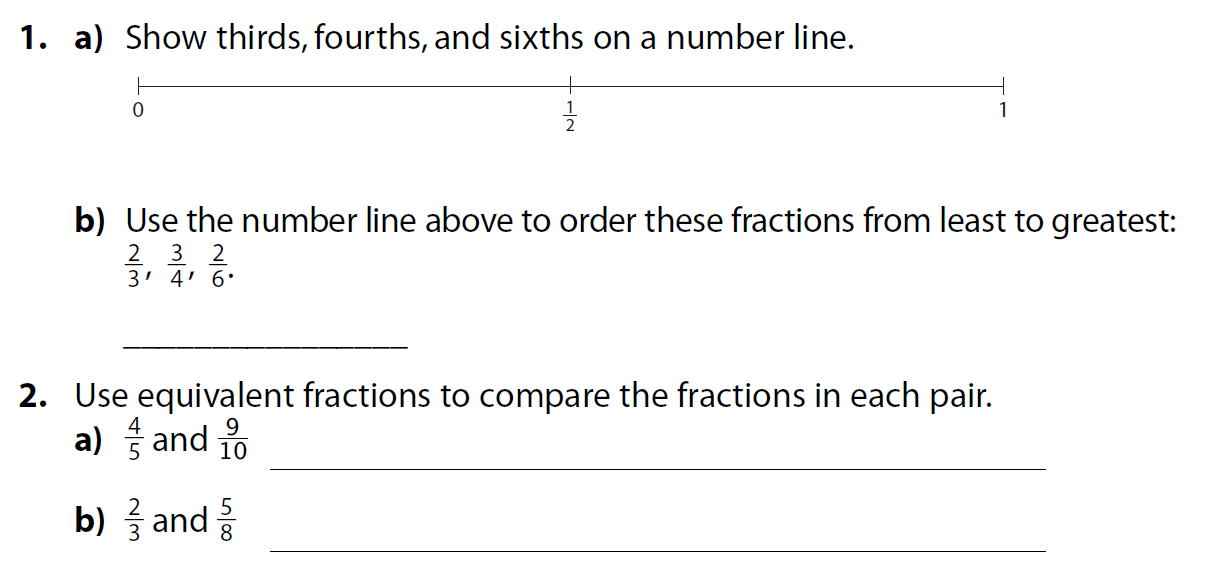 1. a) Show thirds, fourths, and sixths on a number line.
0 1/2 1
b) Use the number line above to order these fractions from least to greatest:
2/3, 3/4, 2/6.
________________
2. Use equivalent fractions to compare the fractions in each pair.
a) 4/5 and 9/10
b) 2/3 and 5/8